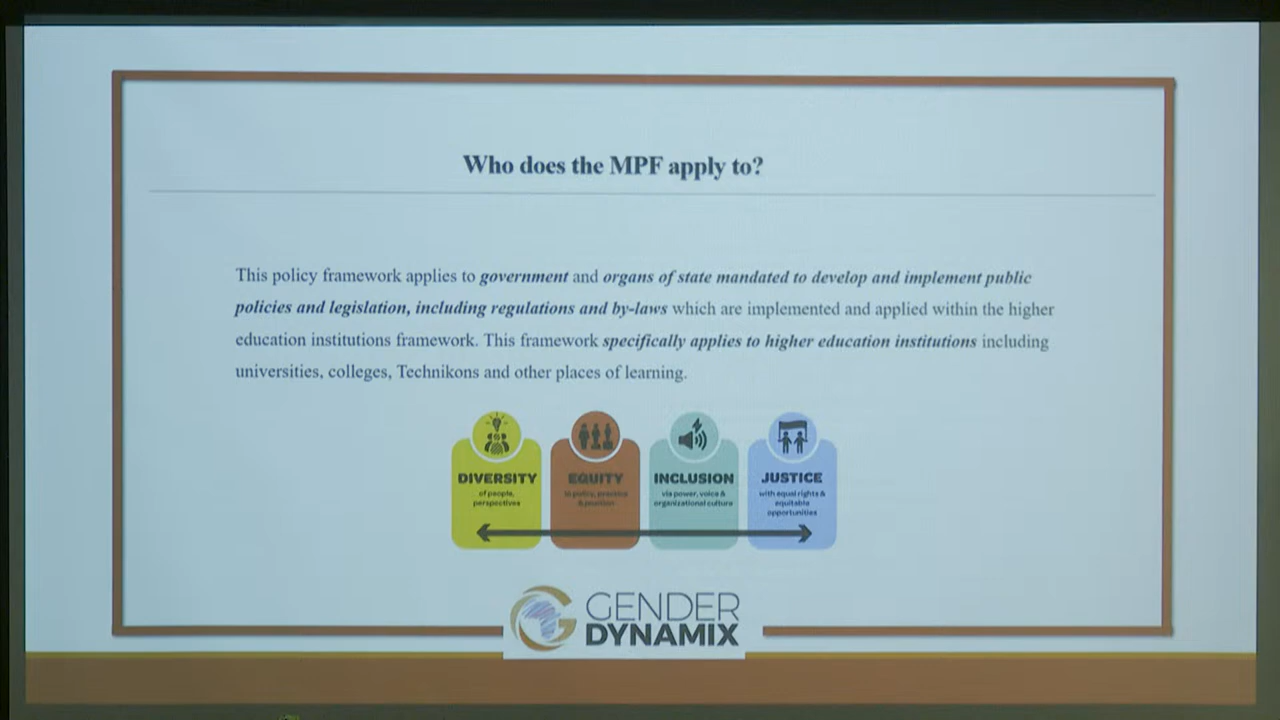 Who does the MPF apply to?
This policy framework applies to government and organs of state mandated to develop and implement public
policies and legislation, including regulations and by-laws which are implemented and applied within the higher
education institutions framework. This framework specifically applies to higher education institutions including
universities, colleges, Technikons and other places of learning.
DIVERSITY
of people,
perspectives
EQUITY
in policy, practice
& position
INCLUSION
via power, voice &
organizational culture
JUSTICE
with equal rights &
equitable
opportunities
GENDER
DYNAMIX